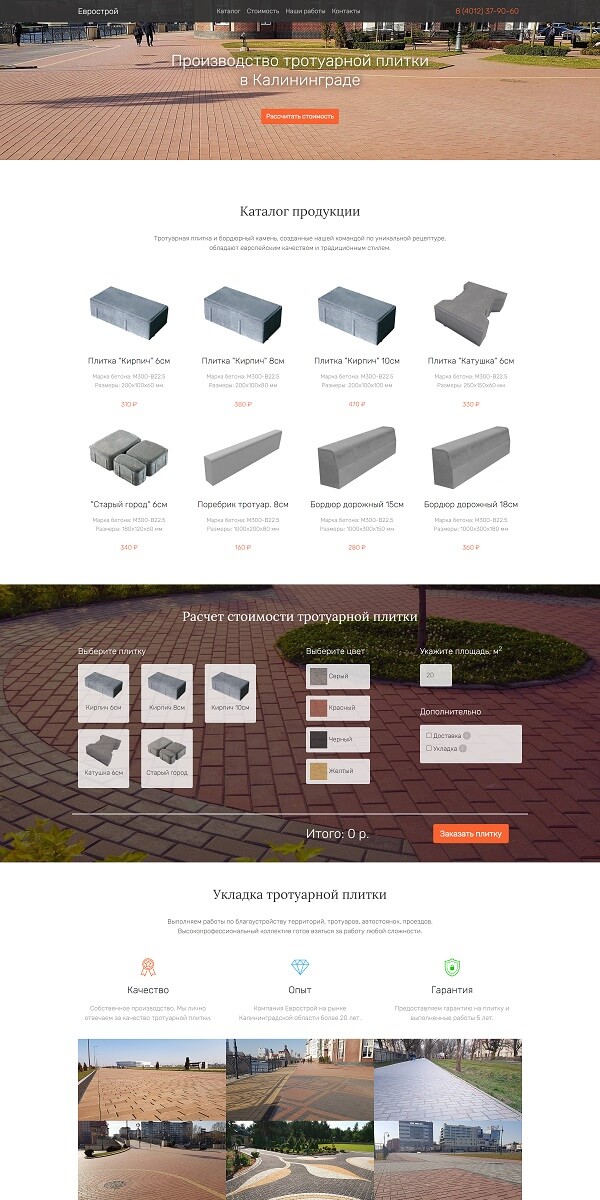 Еврострой
Каталог Стоимость Наши работы Контакты
8 (4012) 37-90-60
Производство тротуарной плитки
в Калининграде
Рассчитать стоимость
Каталог продукции
Тротуарная плитка и бордюрный камень, созданные нашей командой по уникальной рецептуре,
обладают европейским качеством и традиционным стилем.
Плитка "Кирпич" 6см
Марка бетона: М300-B22.5
Размеры: 200х100х60 мм
310 ₽
Плитка "Кирпич" 8см
Марка бетона: М300-B22.5
Размеры: 200х100х80 мм
380 ₽
Плитка "Кирпич" 10см
Марка бетона: М300-B22.5
Размеры: 200х100х100 мм
470 ₽
Плитка "Катушка" 6см
Марка бетона: М300-B22.5
Размеры: 250х150х60 мм
330 ₽
"Старый город" 6см
Марка бетона: М300-B22.5
Размеры: 180х120х60 мм
340 ₽
Поребрик тротуар. 8см
Марка бетона: М300-B22.5
Размеры: 1000х200х80 мм
160 ₽
Бордюр дорожный 15см
Марка бетона: М300-B22.5
Размеры: 1000х300х150 мм
280 ₽
Бордюр дорожный 18см
Марка бетона: М300-B22.5
Размеры: 1000х300х180 мм
360 ₽
Расчет стоимости тротуарной плитки
Выберите плитку
Кирпич 6см
Кирпич 8см
Кирпич 10см
Катушка 6см
Старый город
Выберите цвет
Серый
Красный
Черный
Желтый
Укажите площадь, м²
20
Дополнительно
Доставка
Укладка
Итого: 0 р.
Заказать плитку
Укладка тротуарной плитки
Выполняем работы по благоустройству территорий, тротуаров, автостоянок, проездов.
Высокопрофессиональный коллектив готов взяться за работу любой сложности.
Качество
Собственное производство. Мы лично
отвечаем за качество тротуарной плитки.
Опыт
Компания Еврострой на рынке
Калининградской области более 20 лет.
Гарантия
Предоставляем гарантию на плитку и
выполненные работы 5 лет.